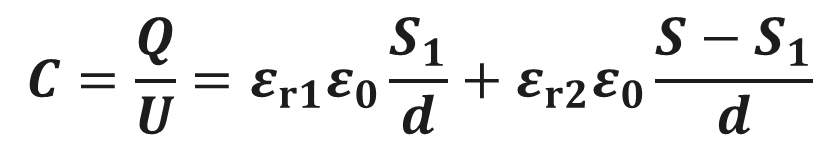 C = Q/U = ε_r1 ε_0 S_1/d + ε_r2 ε_0 (S − S_1)/d